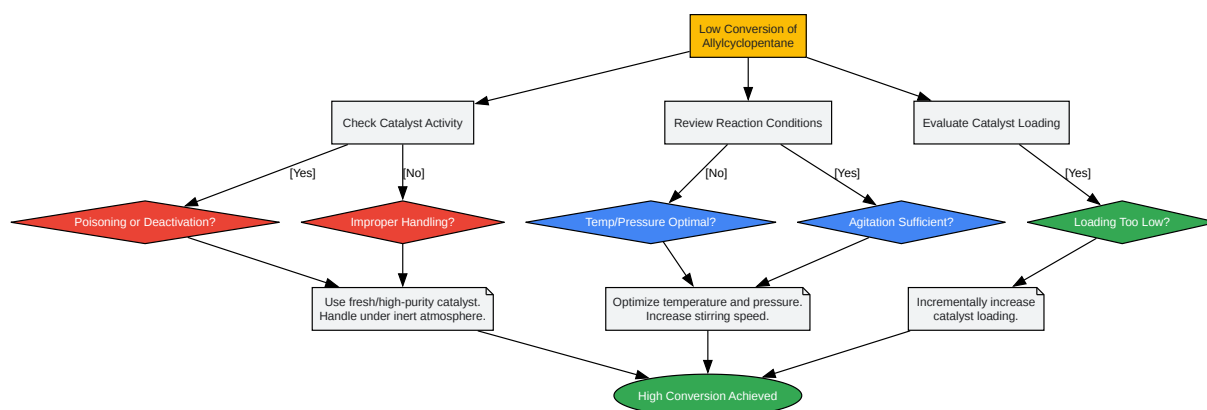 Low Conversion of
Allylcyclopentane
Check Catalyst Activity
Review Reaction Conditions
Evaluate Catalyst Loading
[Yes]
[No]
[No]
[Yes]
[Yes]
Poisoning or Deactivation?
Improper Handling?
Temp/Pressure Optimal?
Agitation Sufficient?
Loading Too Low?
Use fresh/high-purity catalyst.
Handle under inert atmosphere.
Optimize temperature and pressure.
Increase stirring speed.
Incrementally increase
catalyst loading.
High Conversion Achieved